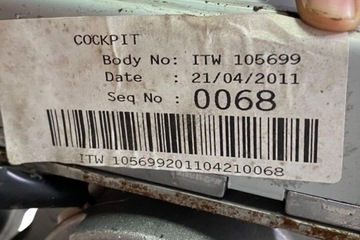 COCKPIT
Body No: ITW 105699
Date : 21/04/2011
Seq No : 0068
ITW 105699201104210068